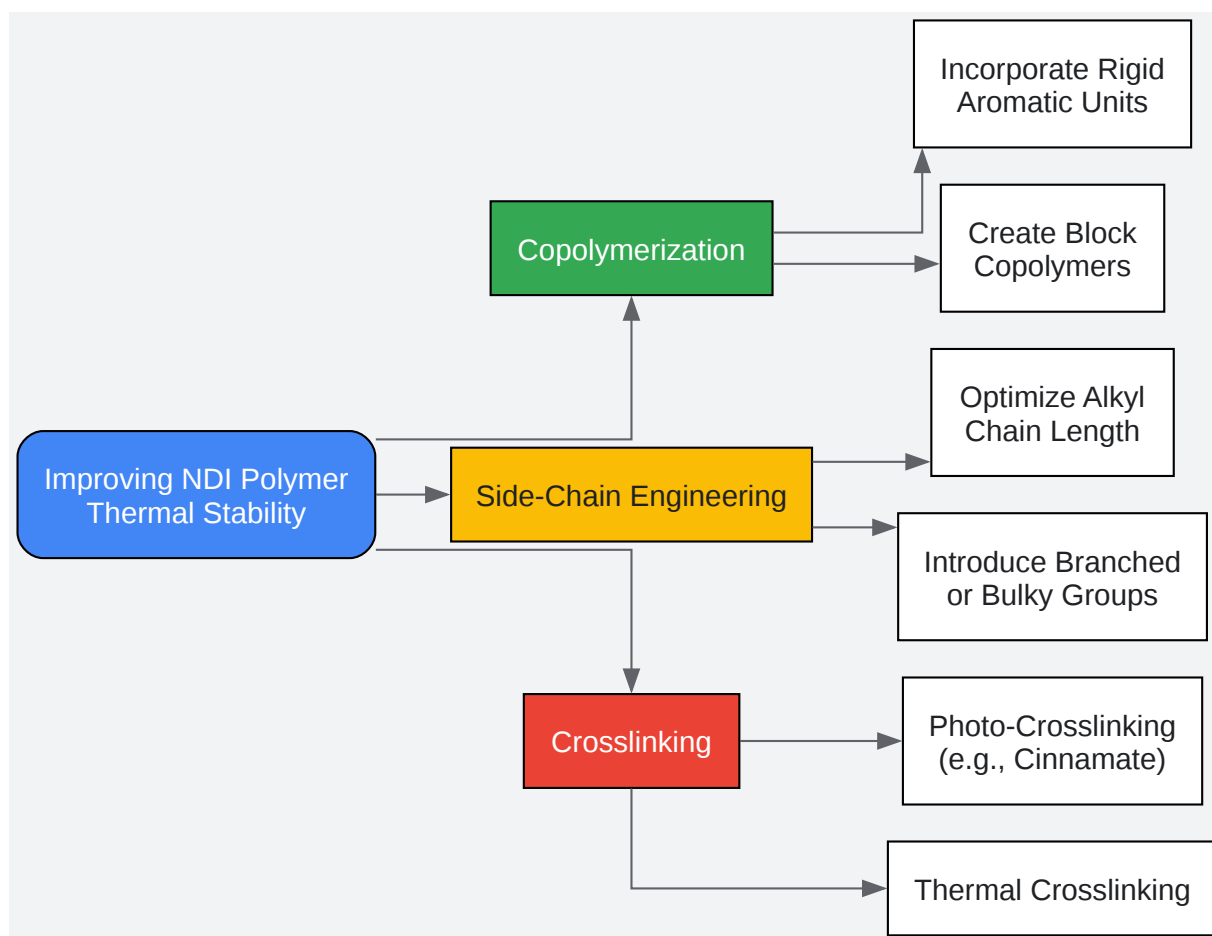 Incorporate Rigid
Aromatic Units
Copolymerization
Create Block
Copolymers
Optimize Alkyl
Chain Length
Improving NDI Polymer
Thermal Stability
Side-Chain Engineering
Introduce Branched
or Bulky Groups
Crosslinking
Photo-Crosslinking
(e.g., Cinnamate)
Thermal Crosslinking